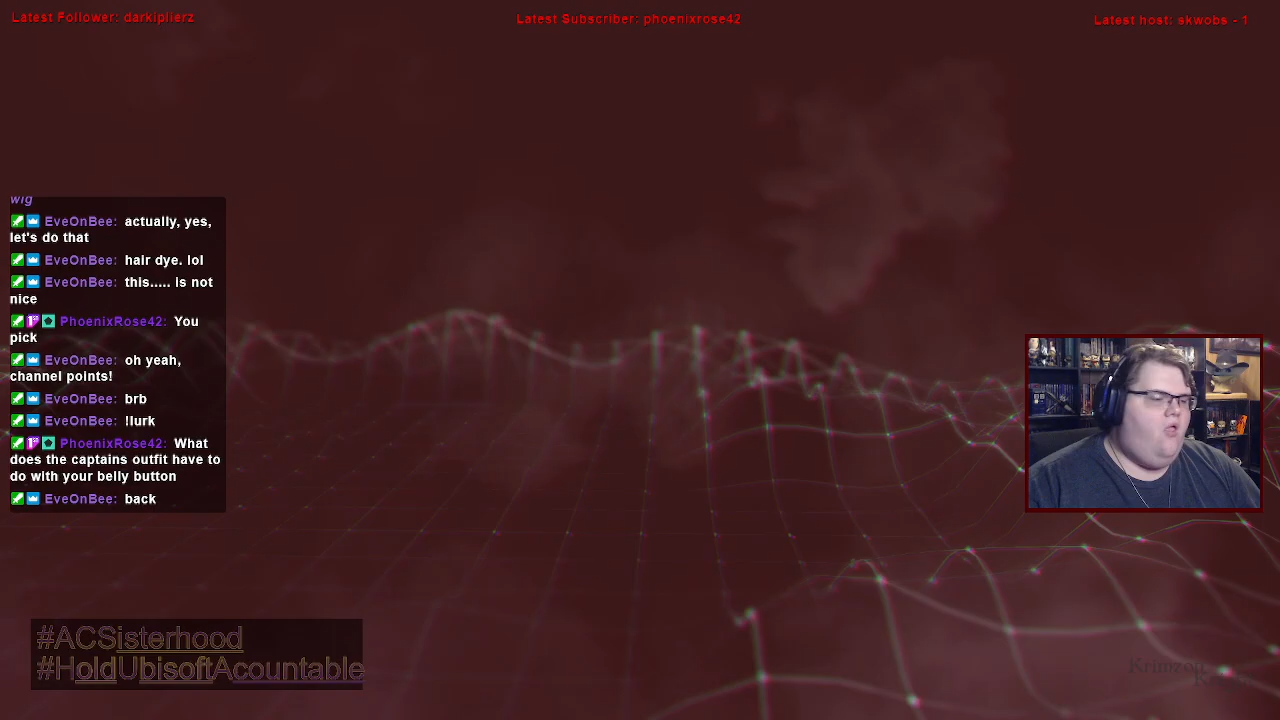 Latest Follower: darkiplierz
Latest Subscriber: phoenixrose42
Latest host: skwobs - 1
wig
EveOnBee: actually, yes,
let's do that
EveOnBee: hair dye. lol
EveOnBee: this..... is not
nice
PhoenixRose42: You
pick
EveOnBee: oh yeah,
channel points!
EveOnBee: brb
EveOnBee: !lurk
PhoenixRose42: What
does the captains outfit have to
do with your belly button
EveOnBee: back
#ACSisterhood
#HoldUbisoftAcountable